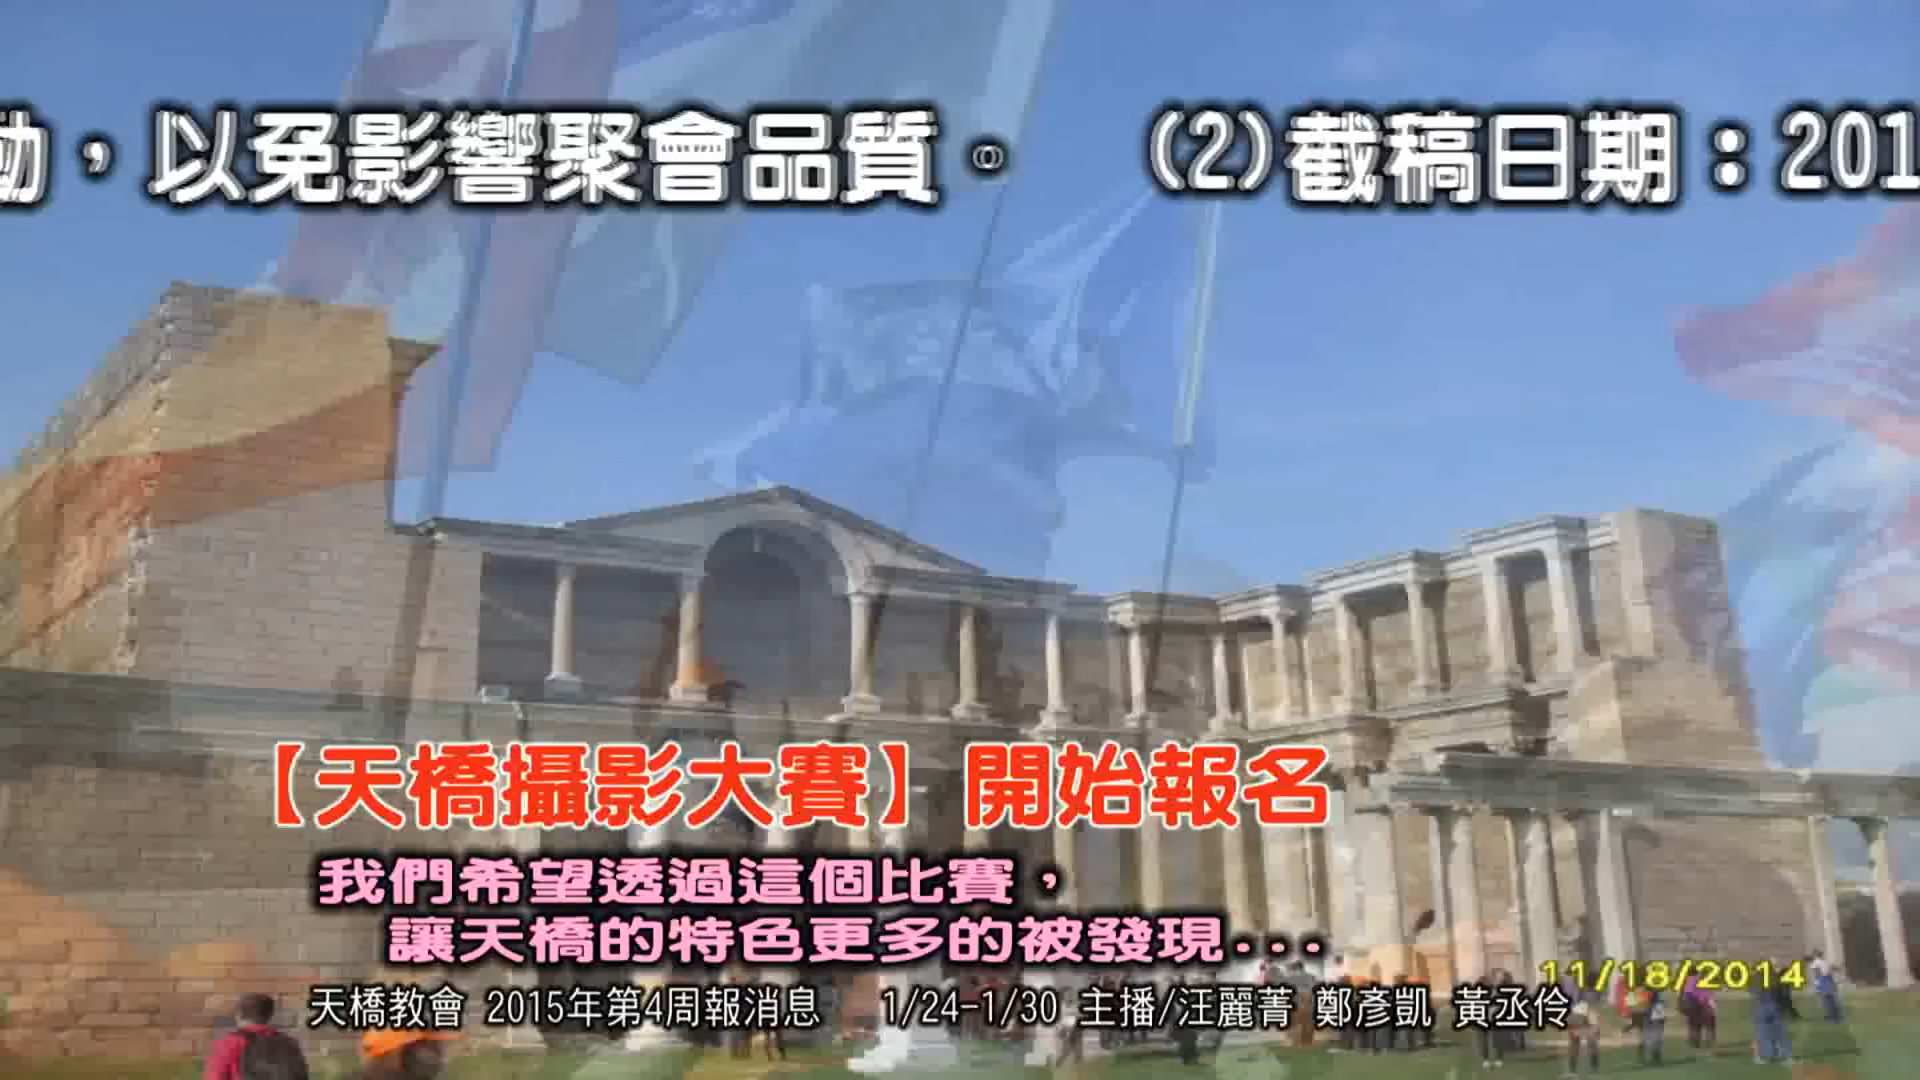 動，以免影響聚會品質。 (2)截稿日期：201
【天橋攝影大賽】開始報名
我們希望透過這個比賽，
讓天橋的特色更多的被發現...
11/18/2014
天橋教會 2015年第4周報消息 1/24-1/30 主播/汪麗菁 鄭彥凱 黃丞伶